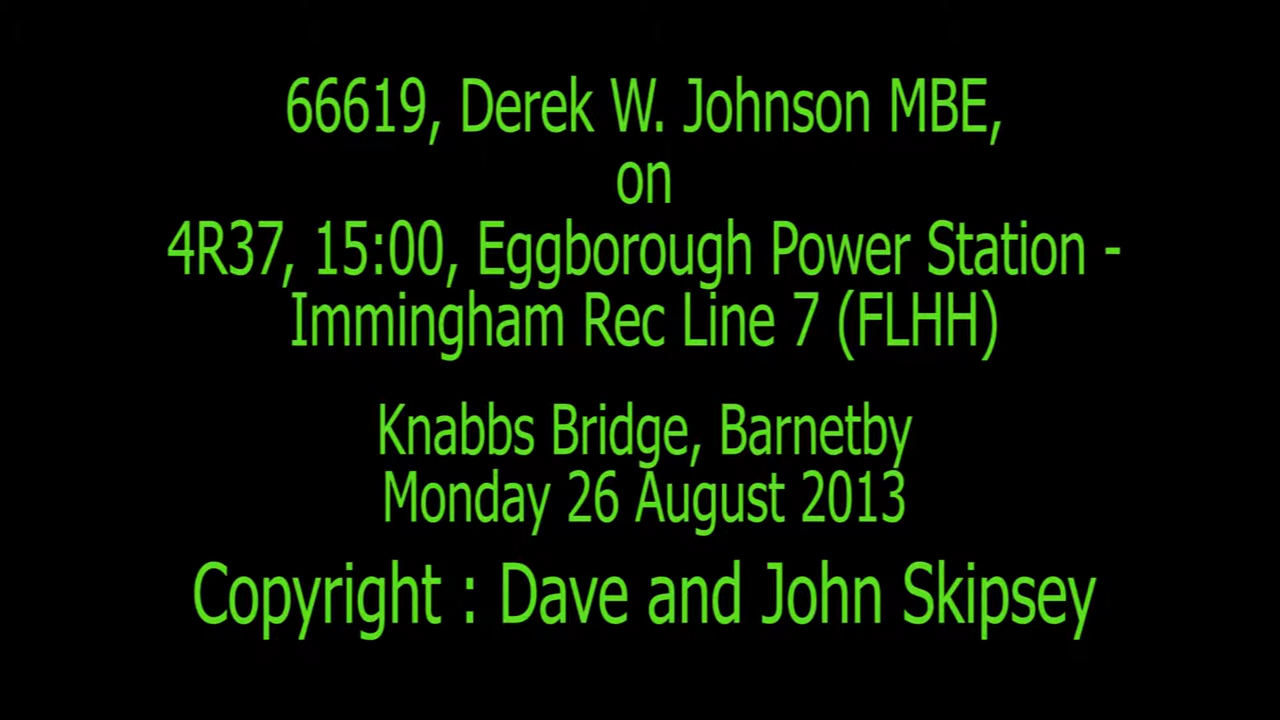 66619, Derek W. Johnson MBE,
on
4R37, 15:00, Eggborough Power Station -
Immingham Rec Line 7 (FLHH)
Knabbs Bridge, Barnetby
Monday 26 August 2013
Copyright : Dave and John Skipsey